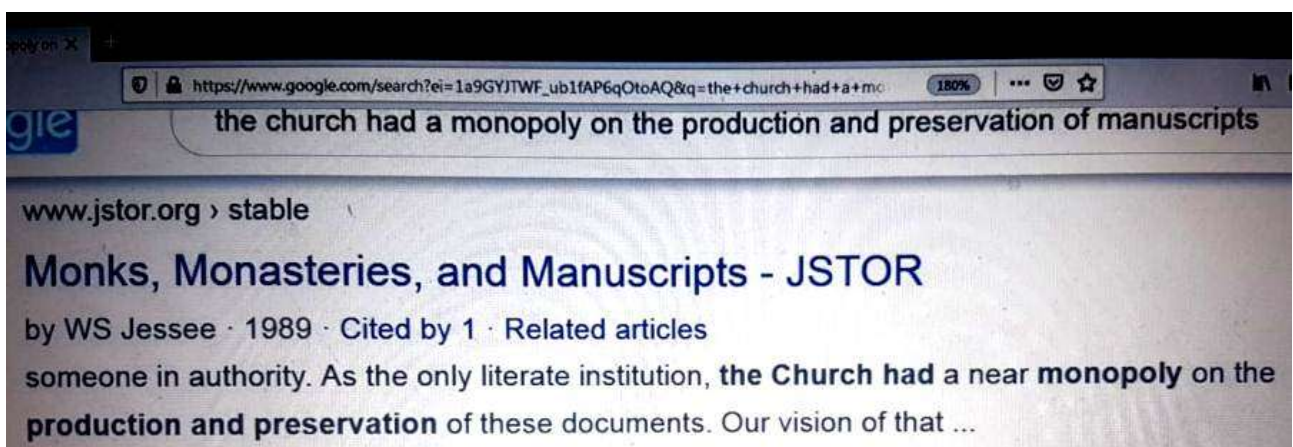 poly on X +
https://www.google.com/search?ei=1a9GYJTWF_ub1fAP6qOtoAQ&q=the+church+had+a+mo 180% ...
gle the church had a monopoly on the production and preservation of manuscripts
www.jstor.org › stable
Monks, Monasteries, and Manuscripts - JSTOR
by WS Jessee · 1989 · Cited by 1 · Related articles
someone in authority. As the only literate institution, the Church had a near monopoly on the
production and preservation of these documents. Our vision of that ...